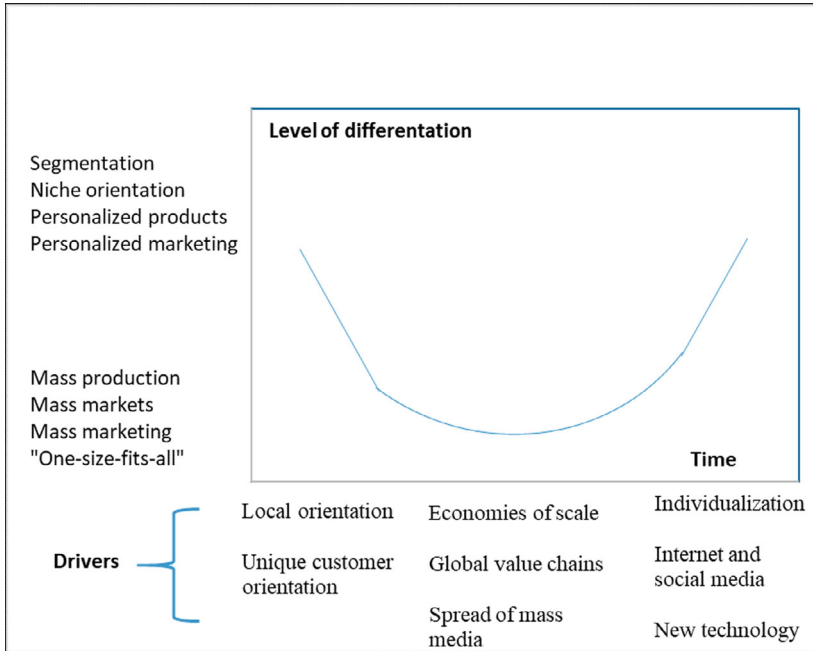 Level of differentation
Segmentation
Niche orientation
Personalized products
Personalized marketing
Mass production
Mass markets
Mass marketing
"One-size-fits-all"
Time
Drivers
Local orientation
Unique customer
orientation
Economies of scale
Global value chains
Spread of mass
media
Individualization
Internet and
social media
New technology